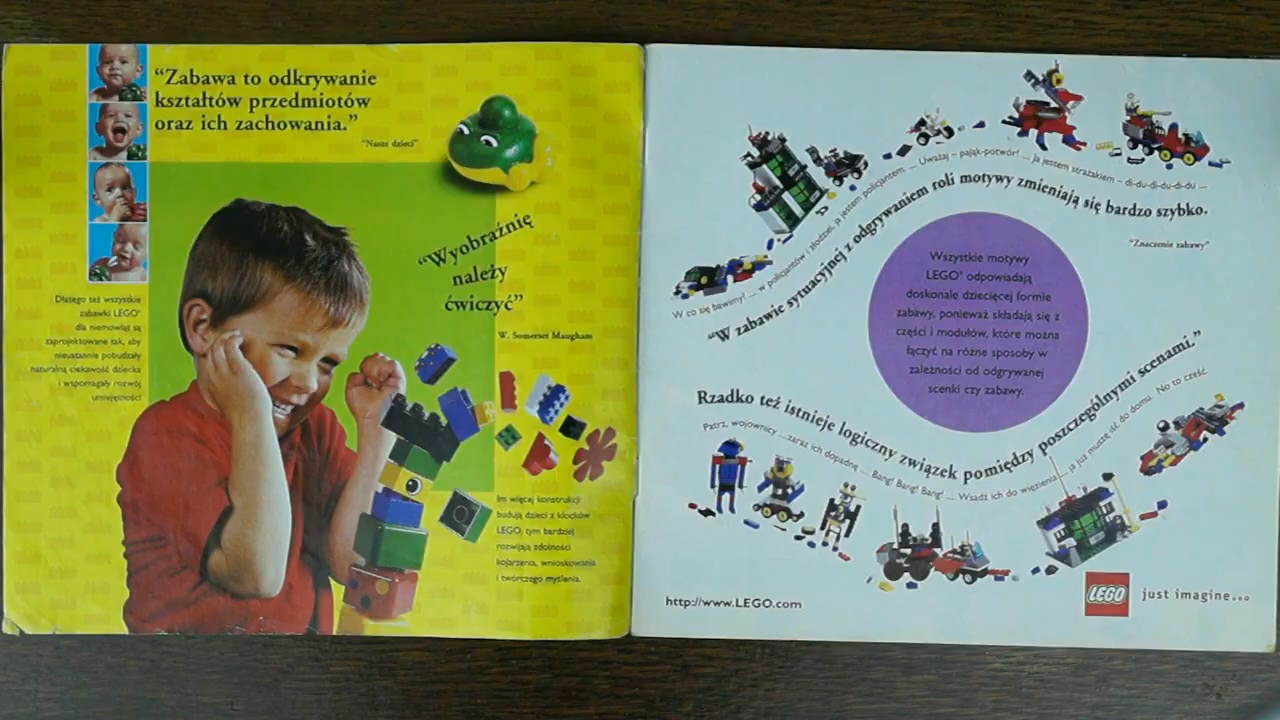 “Zabawa to odkrywanie
kształtów przedmiotów
oraz ich zachowania.”
"Nasze dzieci"
“Wyobraźnię
należy
ćwiczyć”
W. Somerset Maugham
Dlatego też wszystkie
zabawki LEGO®
dla niemowląt są
zaprojektowane tak, aby
nieustannie pobudzały
naturalną ciekawość dziecka
i wspomagały rozwój
umiejętności
Im więcej konstrukcji
budują dzieci z klocków
LEGO, tym bardziej
rozwijają zdolności
kojarzenia, wnioskowania
i twórczego myślenia.
W co się bawimy? ... w policjantów i złodziei, ja jestem policjantem. ... Uważaj – pająk-potwór! ... Ja jestem strażakiem – di-du-di-du-di-du —
“W zabawie sytuacyjnej z odgrywaniem roli motywy zmieniają się bardzo szybko.
"Znaczenie zabawy"
Wszystkie motywy
LEGO® odpowiadają
doskonale dziecięcej formie
zabawy, ponieważ składają się z
części i modułów, które można
łączyć na różne sposoby w
zależności od odgrywanej
scenki czy zabawy.
Rzadko też istnieje logiczny związek pomiędzy poszczególnymi scenami.”
Patrz, wojownicy ...zaraz ich dopadnę ... Bang! Bang! Bang! ... Wsadź ich do więzienia ...ja już muszę iść do domu. No to cześć.
http://www.LEGO.com
LEGO
just imagine...